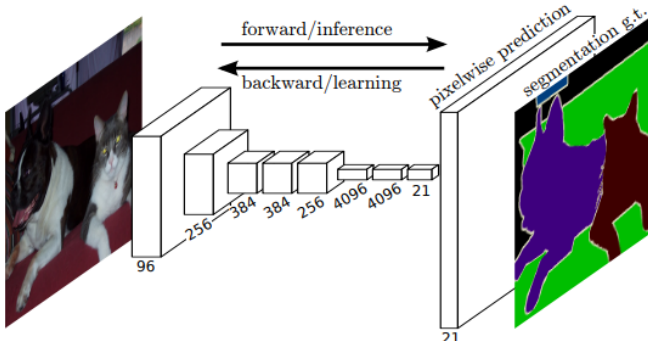 forward/inference
backward/learning
pixelwise prediction
segmentation g.t.
96
256
384
384
256
4096
4096
21
21